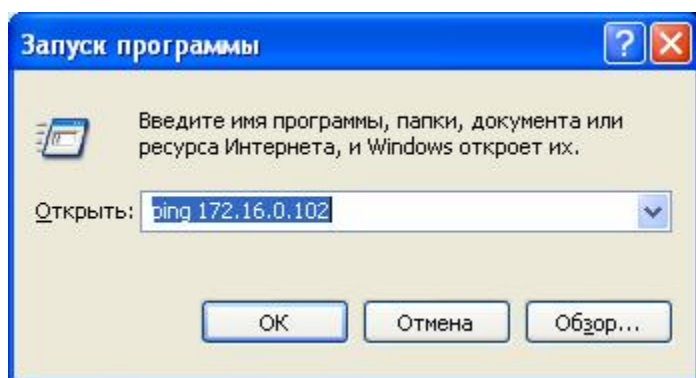 Запуск программы
Введите имя программы, папки, документа или
ресурса Интернета, и Windows откроет их.
Открыть: ping 172.16.0.102
ОК Отмена Обзор...